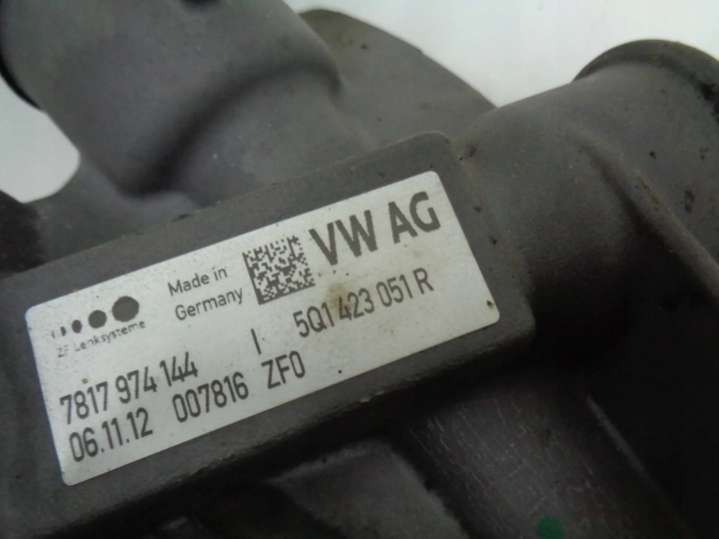 VW AG
Made in
Germany
ZF Lenksysteme
5Q1 423 051 R
7817 974 144 I
06.11.12 007816 ZF0